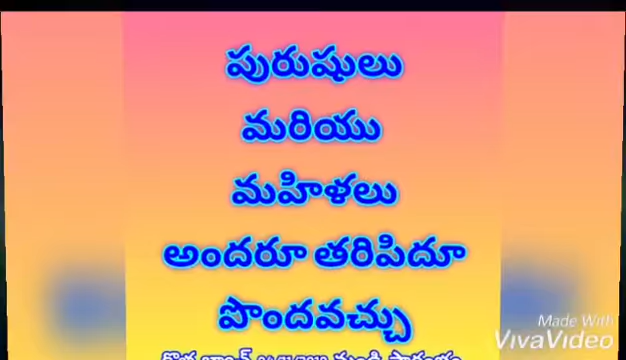 పురుషులు
మరియు
మహిళలు
అందరూ తరిపిదూ
పొందవచ్చు
Made With
VivaVideo